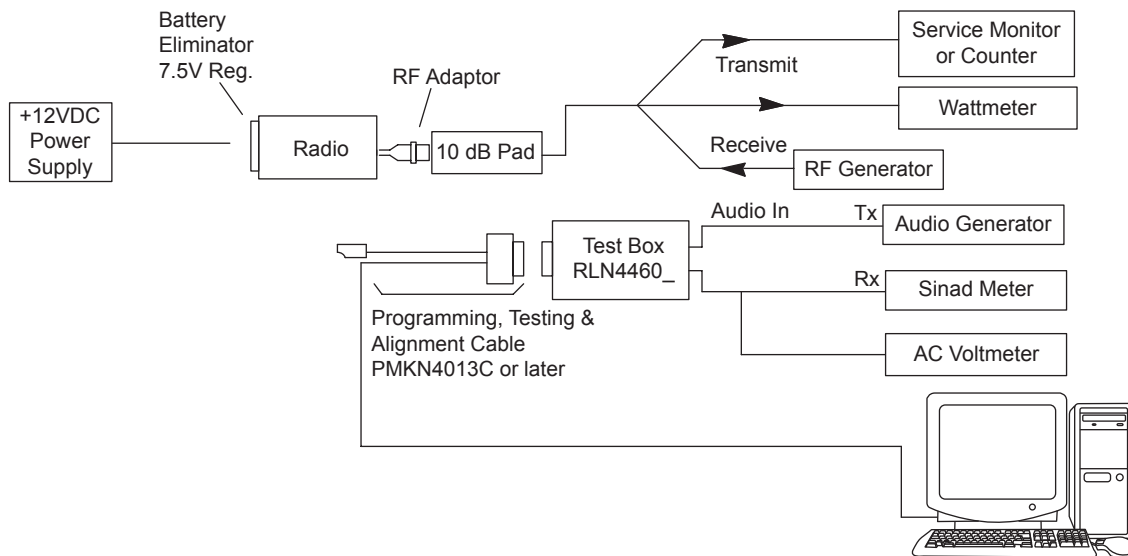 Battery
Eliminator
7.5V Reg.
RF Adaptor
+12VDC
Power
Supply
Radio
10 dB Pad
Transmit
Service Monitor
or Counter
Wattmeter
Receive
RF Generator
Audio In
Tx
Audio Generator
Test Box
RLN4460_
Rx
Sinad Meter
AC Voltmeter
Programming, Testing &
Alignment Cable
PMKN4013C or later